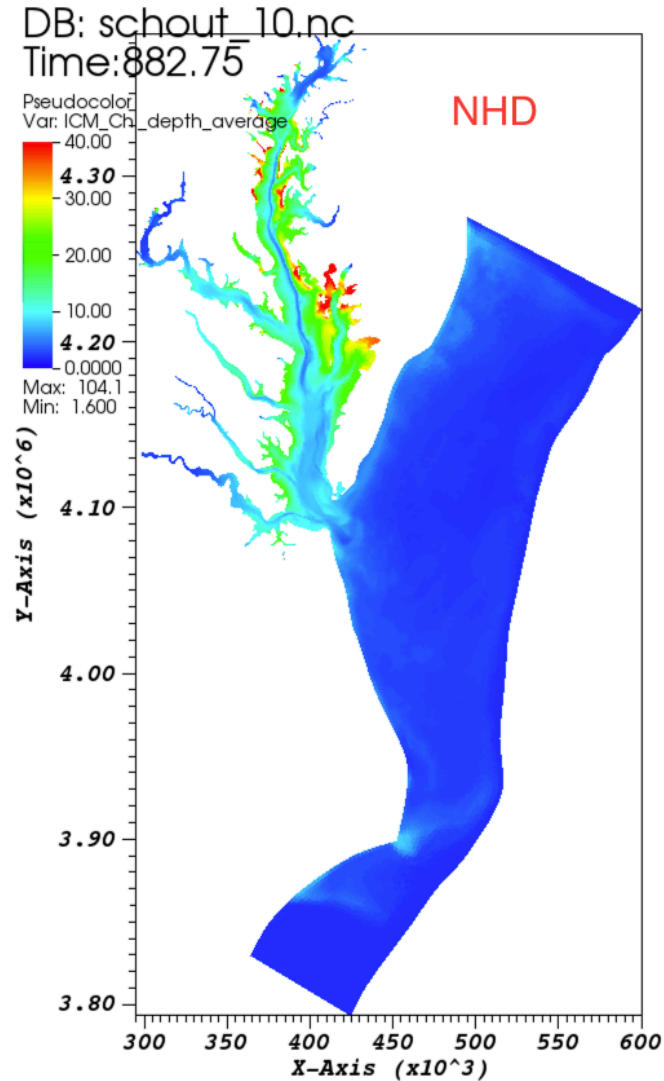 DB: schout_10.nc
Time:882.75
Pseudocolor
Var: ICM_Chl_depth_average
NHD
40.00
30.00
20.00
10.00
0.0000
Max: 104.1
Min: 1.600
4.30
4.20
4.10
4.00
3.90
3.80
Y-Axis (x10^6)
300
350
400
450
500
550
600
X-Axis (x10^3)